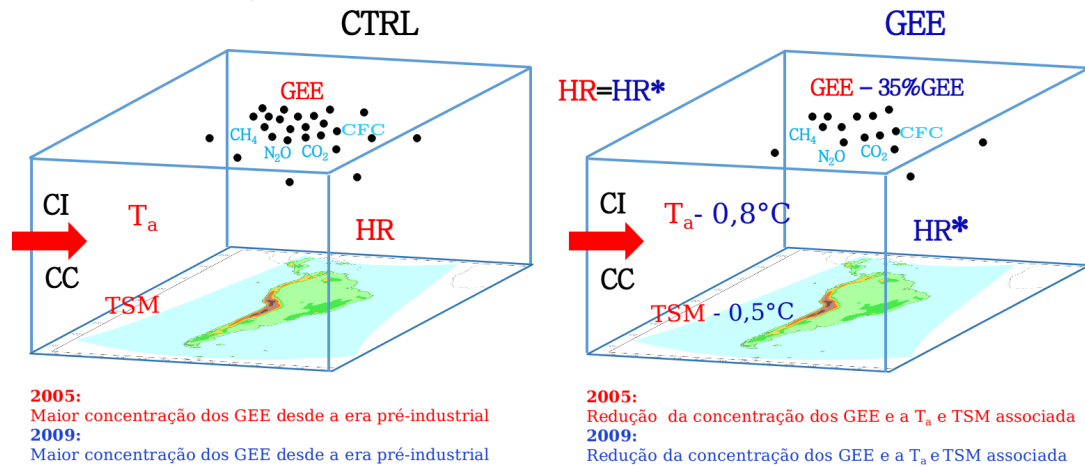 CTRL
GEE
CH₄
N₂O
CO₂
CFC
CI
Tₐ
HR
CC
TSM
2005:
Maior concentração dos GEE desde a era pré-industrial
2009:
Maior concentração dos GEE desde a era pré-industrial
GEE
HR=HR*
GEE – 35%GEE
CH₄
N₂O
CO₂
CFC
CI
Tₐ- 0,8°C
HR*
CC
TSM - 0,5°C
2005:
Redução da concentração dos GEE e a Tₐ e TSM associada
2009:
Redução da concentração dos GEE e a Tₐ e TSM associada